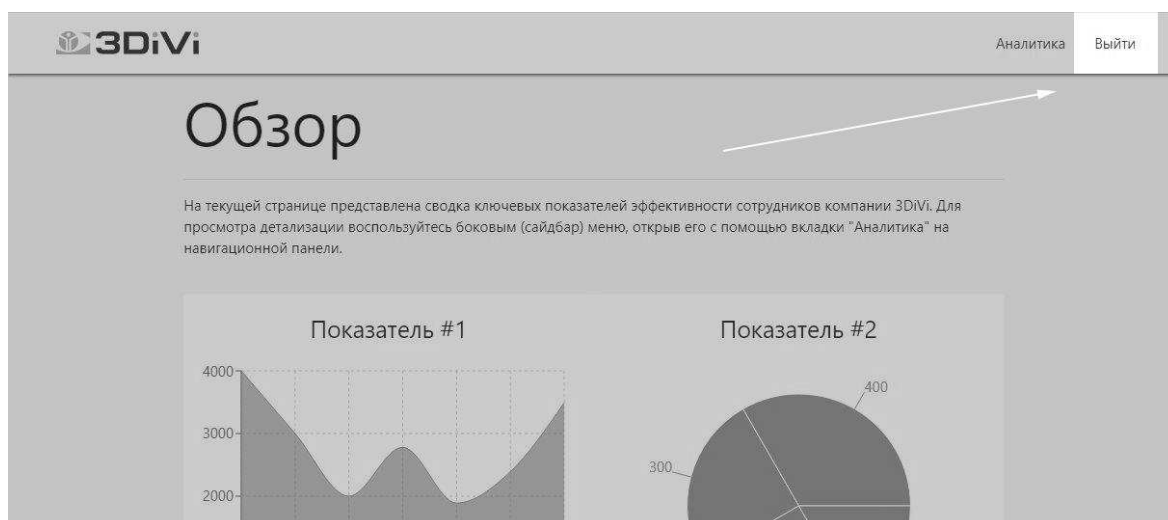 3DiVi
Аналитика Выйти
Обзор
На текущей странице представлена сводка ключевых показателей эффективности сотрудников компании 3DiVi. Для
просмотра детализации воспользуйтесь боковым (сайдбар) меню, открыв его с помощью вкладки "Аналитика" на
навигационной панели.
Показатель #1
Показатель #2
4000
3000
2000
400
300